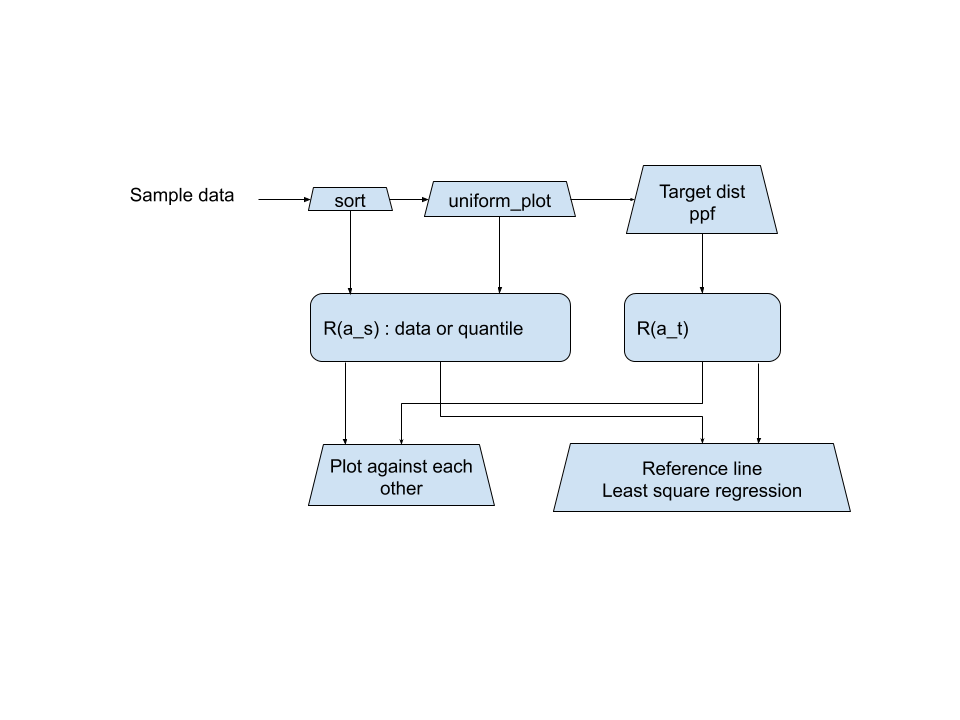 Sample data
sort
uniform_plot
Target dist
ppf
R(a_s) : data or quantile
R(a_t)
Plot against each
other
Reference line
Least square regression